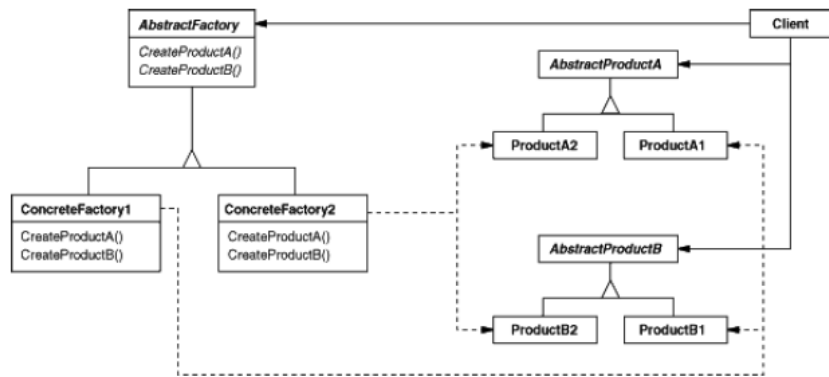 AbstractFactory
CreateProductA()
CreateProductB()
Client
AbstractProductA
ProductA2
ProductA1
ConcreteFactory1
CreateProductA()
CreateProductB()
ConcreteFactory2
CreateProductA()
CreateProductB()
AbstractProductB
ProductB2
ProductB1